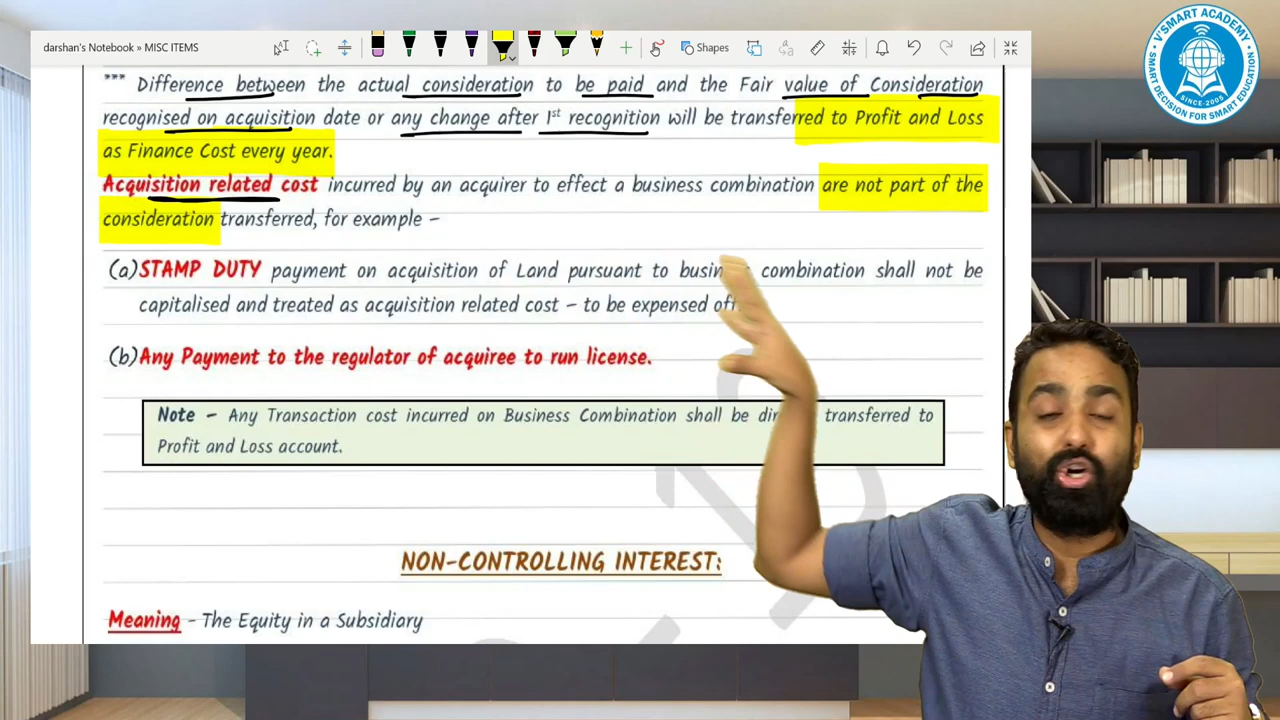 V'SMART ACADEMY
SMART DECISION FOR SMART EDUCATION
SINCE-2005
darshan's Notebook » MISC ITEMS
Shapes
*** Difference between the actual consideration to be paid and the Fair value of Consideration
recognised on acquisition date or any change after 1st recognition will be transferred to Profit and Loss
as Finance Cost every year.
Acquisition related cost incurred by an acquirer to effect a business combination are not part of the
consideration transferred, for example –
(a)STAMP DUTY payment on acquisition of Land pursuant to combination shall not be
capitalised and treated as acquisition related cost – to be expensed off
(b)Any Payment to the regulator of acquiree to run license.
Note – Any Transaction cost incurred on Business Combination shall be transferred to
Profit and Loss account.
NON-CONTROLLING INTEREST:
Meaning - The Equity in a Subsidiary